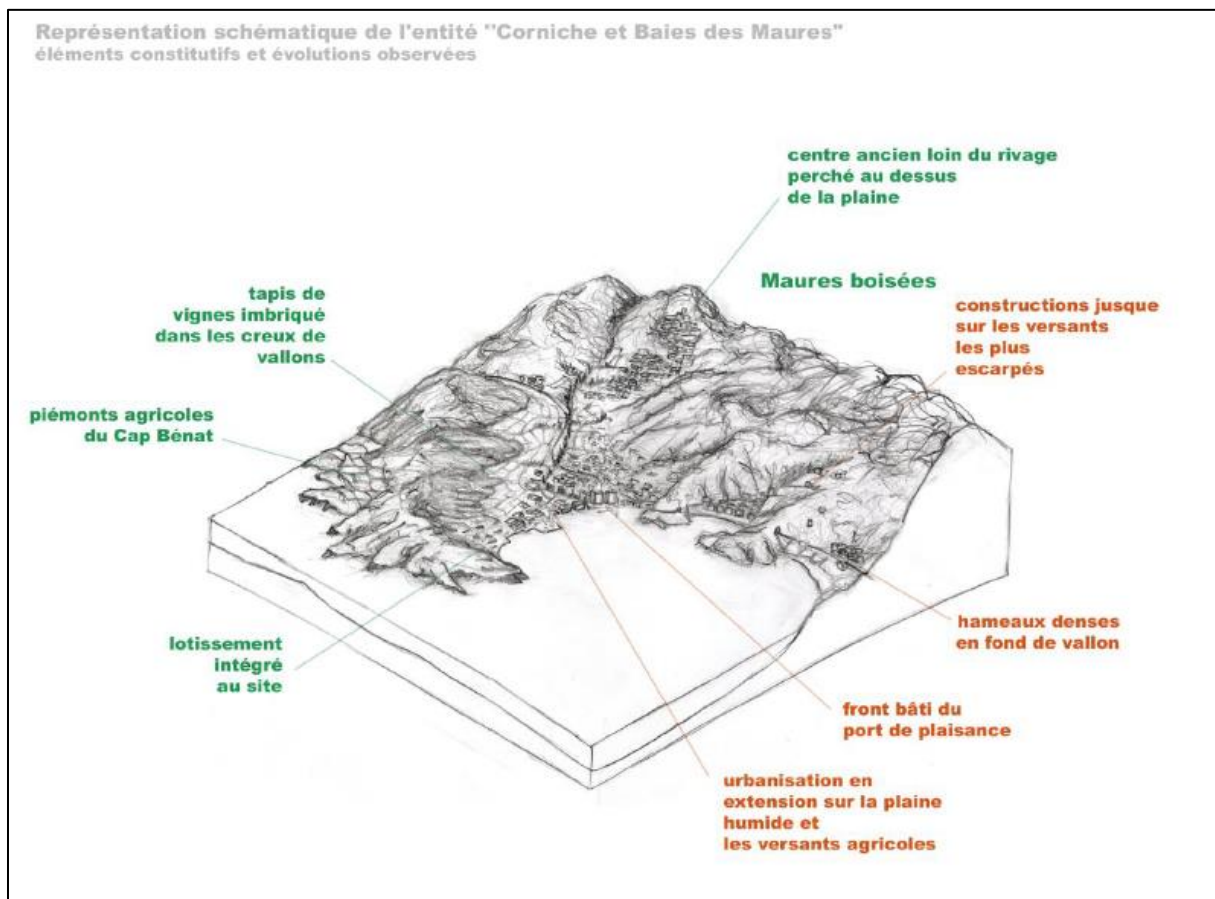 Représentation schématique de l'entité "Corniche et Baies des Maures"
éléments constitutifs et évolutions observées
centre ancien loin du rivage
perché au dessus
de la plaine
Maures boisées
tapis de
vignes imbriqué
dans les creux de
vallons
constructions jusque
sur les versants
les plus
escarpés
piémonts agricoles
du Cap Bénat
lotissement
intégré
au site
hameaux denses
en fond de vallon
front bâti du
port de plaisance
urbanisation en
extension sur la plaine
humide et
les versants agricoles